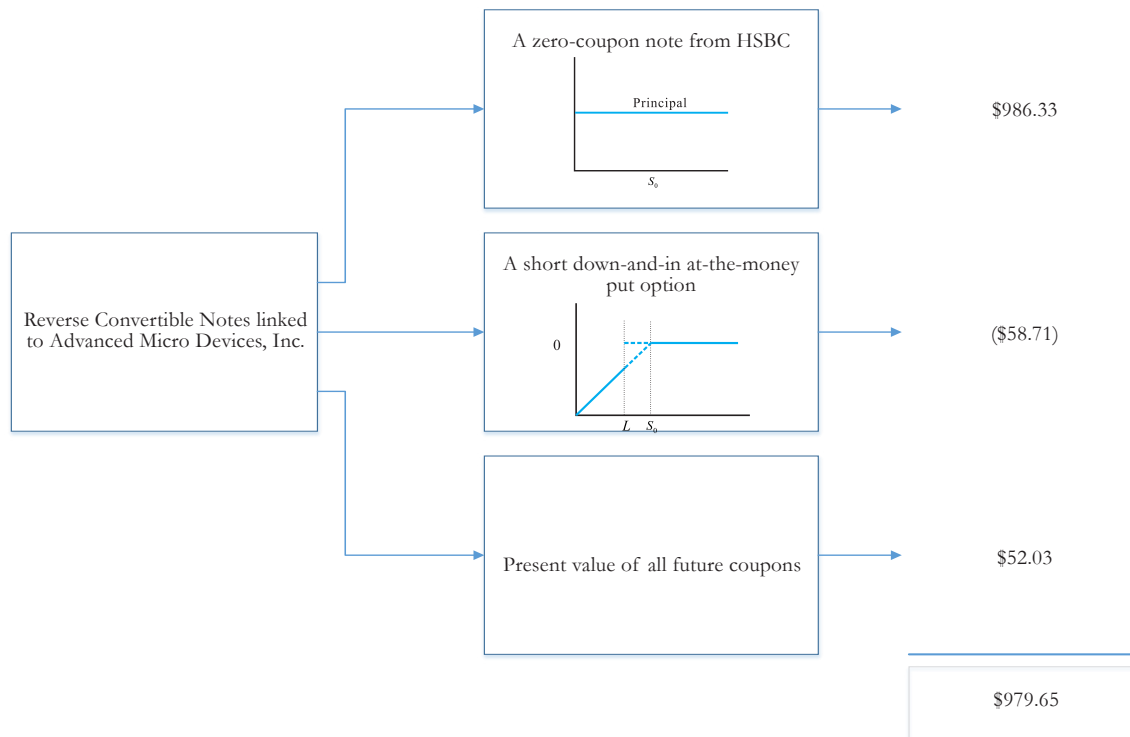 A zero-coupon note from HSBC
Principal
S₀
$986.33
Reverse Convertible Notes linked
to Advanced Micro Devices, Inc.
A short down-and-in at-the-money
put option
0
L S₀
($58.71)
Present value of all future coupons
$52.03
$979.65